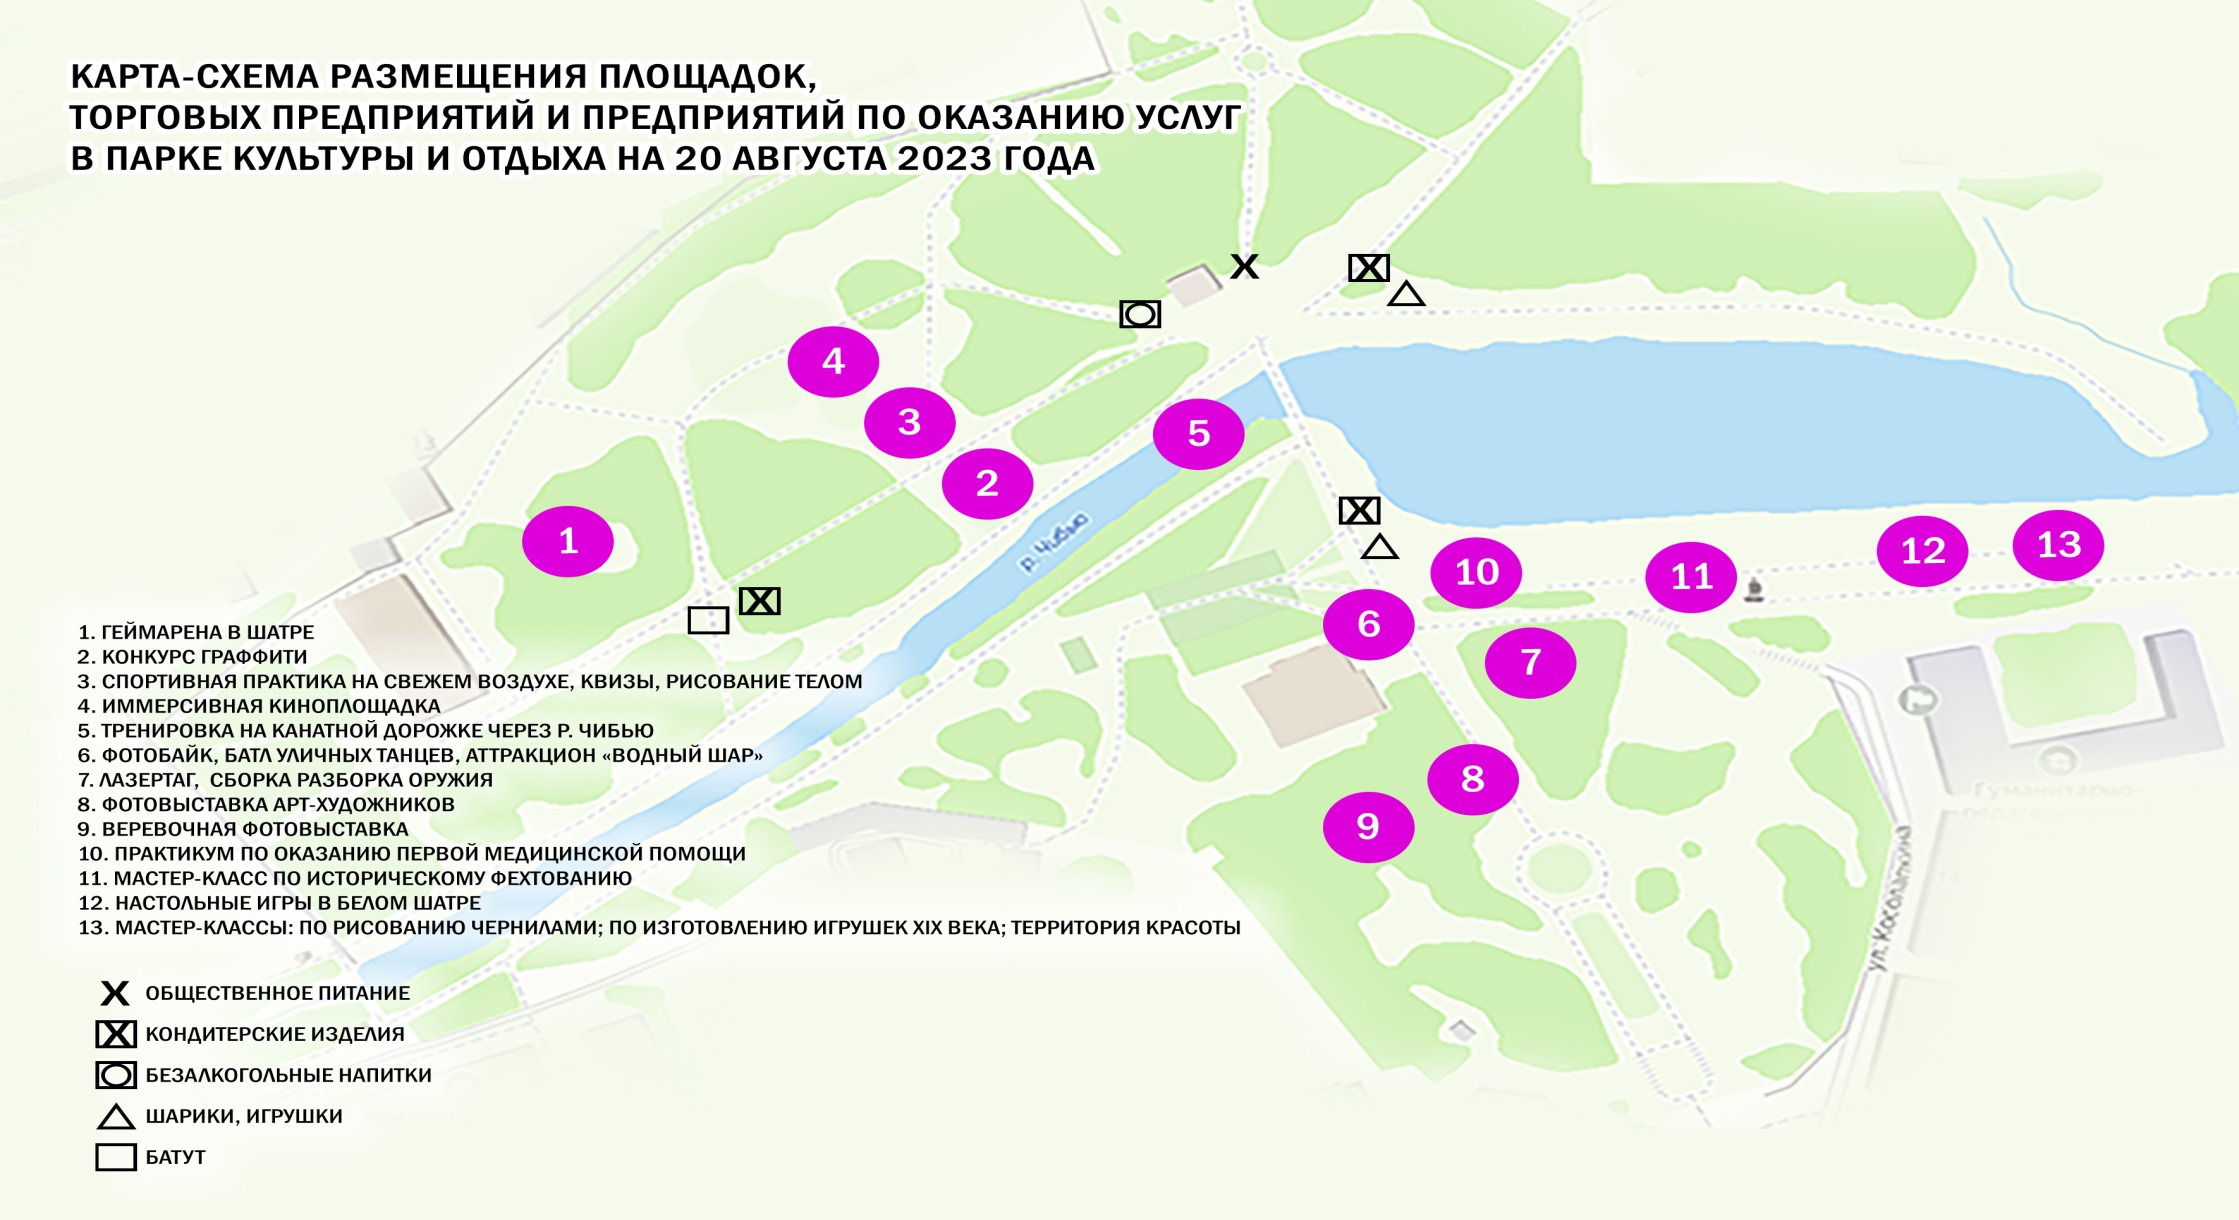 КАРТА-СХЕМА РАЗМЕЩЕНИЯ ПЛОЩАДОК,
ТОРГОВЫХ ПРЕДПРИЯТИЙ И ПРЕДПРИЯТИЙ ПО ОКАЗАНИЮ УСЛУГ
В ПАРКЕ КУЛЬТУРЫ И ОТДЫХА НА 20 АВГУСТА 2023 ГОДА
4
3
5
2
1
р. Чибью
10
11
12
13
6
7
8
9
Гуманитарно-
ул. Косолапкина
1. ГЕЙМАРЕНА В ШАТРЕ
2. КОНКУРС ГРАФФИТИ
3. СПОРТИВНАЯ ПРАКТИКА НА СВЕЖЕМ ВОЗДУХЕ, КВИЗЫ, РИСОВАНИЕ ТЕЛОМ
4. ИММЕРСИВНАЯ КИНОПЛОЩАДКА
5. ТРЕНИРОВКА НА КАНАТНОЙ ДОРОЖКЕ ЧЕРЕЗ Р. ЧИБЬЮ
6. ФОТОБАЙК, БАТЛ УЛИЧНЫХ ТАНЦЕВ, АТТРАКЦИОН «ВОДНЫЙ ШАР»
7. ЛАЗЕРТАГ, СБОРКА РАЗБОРКА ОРУЖИЯ
8. ФОТОВЫСТАВКА АРТ-ХУДОЖНИКОВ
9. ВЕРЕВОЧНАЯ ФОТОВЫСТАВКА
10. ПРАКТИКУМ ПО ОКАЗАНИЮ ПЕРВОЙ МЕДИЦИНСКОЙ ПОМОЩИ
11. МАСТЕР-КЛАСС ПО ИСТОРИЧЕСКОМУ ФЕХТОВАНИЮ
12. НАСТОЛЬНЫЕ ИГРЫ В БЕЛОМ ШАТРЕ
13. МАСТЕР-КЛАССЫ: ПО РИСОВАНИЮ ЧЕРНИЛАМИ; ПО ИЗГОТОВЛЕНИЮ ИГРУШЕК XIX ВЕКА; ТЕРРИТОРИЯ КРАСОТЫ
ОБЩЕСТВЕННОЕ ПИТАНИЕ
КОНДИТЕРСКИЕ ИЗДЕЛИЯ
БЕЗАЛКОГОЛЬНЫЕ НАПИТКИ
ШАРИКИ, ИГРУШКИ
БАТУТ